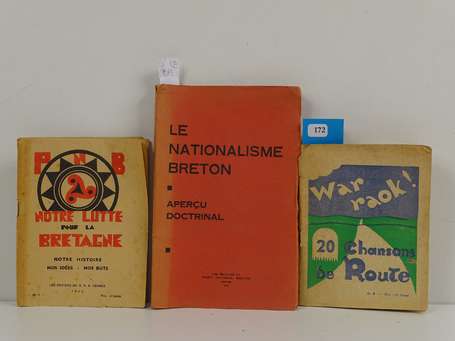 P N B
NOTRE LUTTE
POUR LA
BRETAGNE
NOTRE HISTOIRE
NOS IDÉES - NOS BUTS
LE
NATIONALISME
BRETON
APERÇU
DOCTRINAL
172
War
raok!
20 Chansons
de Route